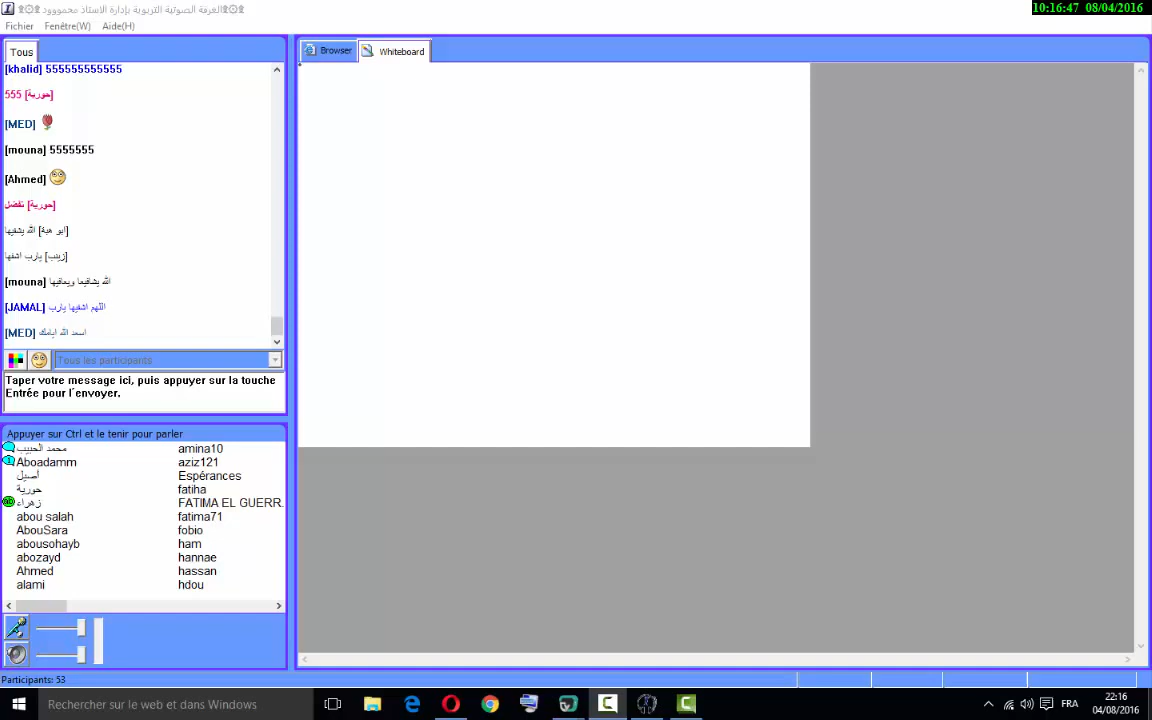 الغرفة الصوتية التربوية بإدارة الاستاذ محمووود
10:16:47 08/04/2016
Fichier Fenêtre(W) Aide(H)
Tous
Browser Whiteboard
[khalid] 555555555555
[حورية] 555
[MED]
[mouna] 5555555
[Ahmed]
[حورية] تفضل
[ابو هبة] الله يشفيها
[زينب] يارب اشفها
[mouna] الله يشافيها ويعافيها
[JAMAL] اللهم اشفيها يارب
[MED] اسعد الله ايامك
Tous les participants
Taper votre message ici, puis appuyer sur la touche
Entrée pour l'envoyer.
Appuyer sur Ctrl et le tenir pour parler
محمد الحبيب amina10
Aboadamm aziz121
أصيل Espérances
حورية fatiha
زهراء FATIMA EL GUERR.
abou salah fatima71
AbouSara fobio
abousohayb ham
abozayd hannae
Ahmed hassan
alami hdou
Participants: 53
Rechercher sur le web et dans Windows
FRA
22:16
04/08/2016